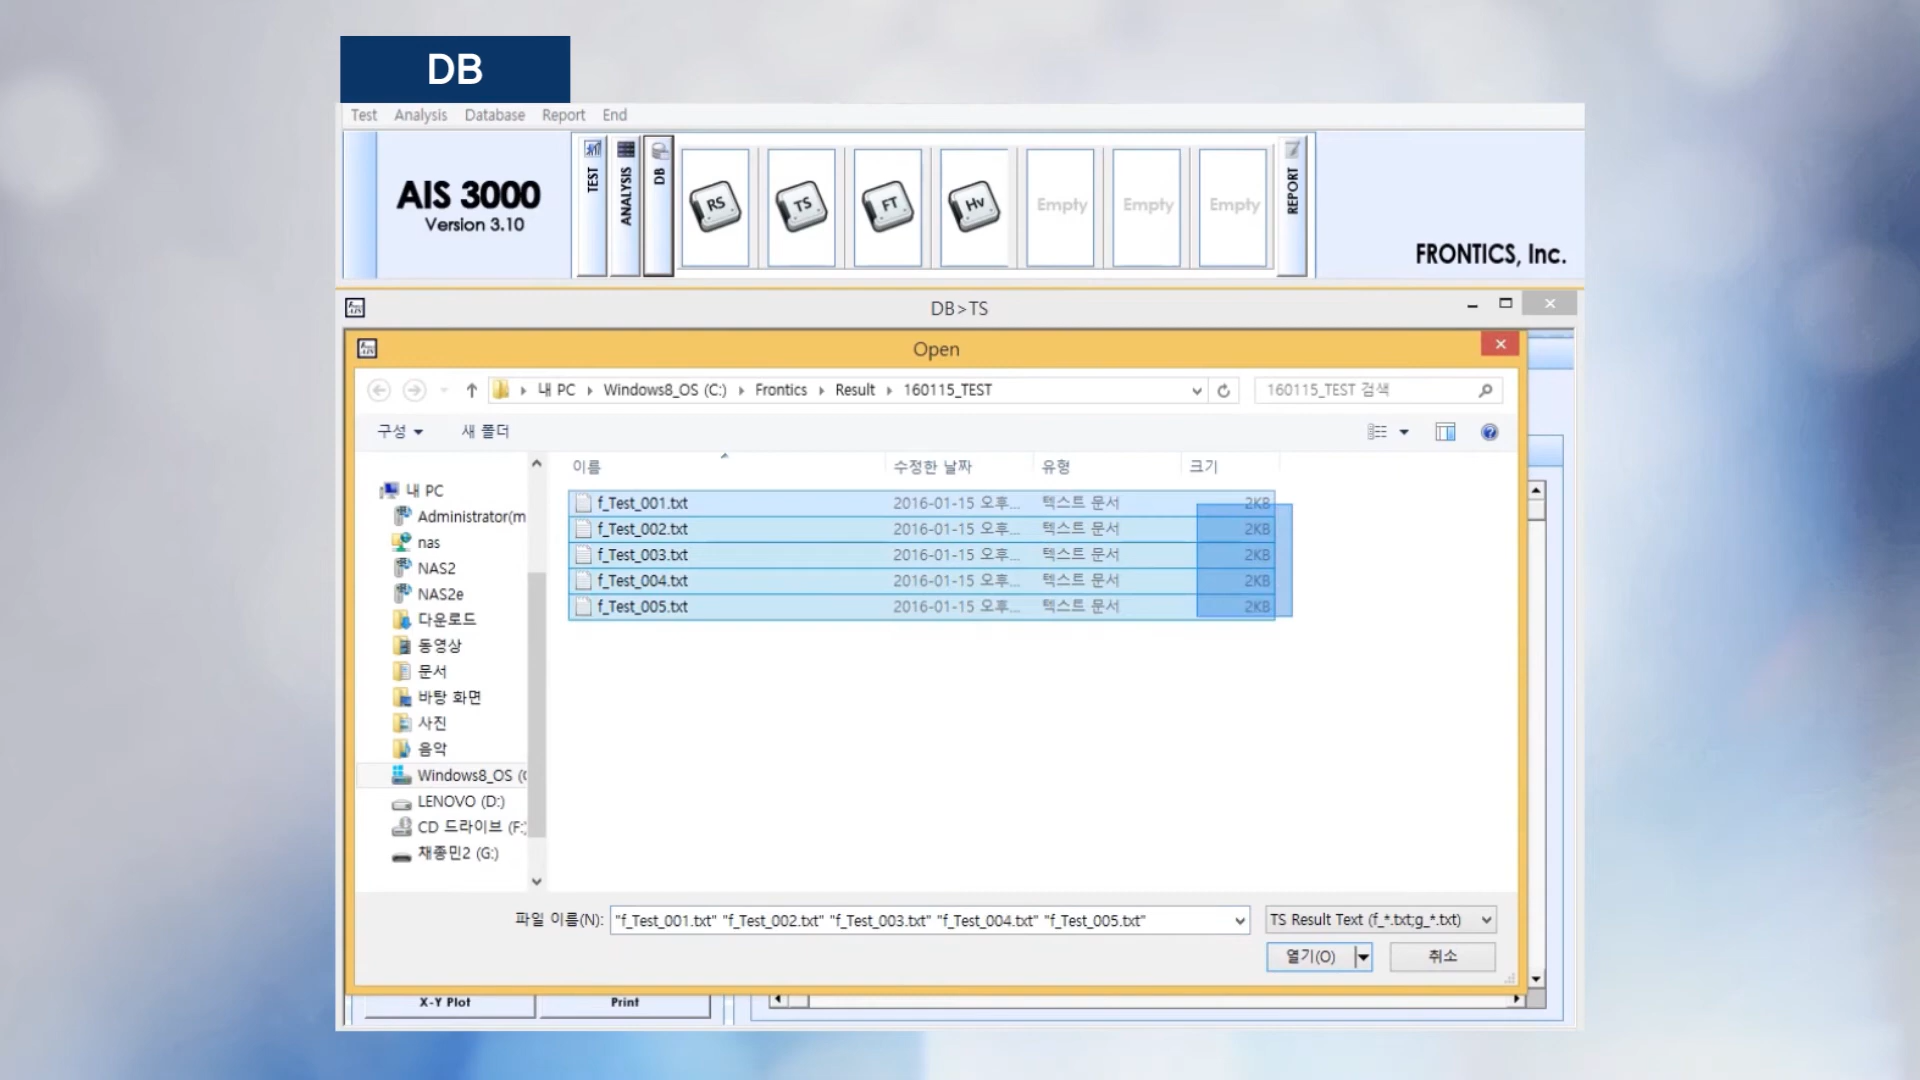 DB
Test Analysis Database Report End
AIS 3000
Version 3.10
TEST
ANALYSIS
DB
RS
TS
FT
Hv
Empty
Empty
Empty
REPORT
FRONTICS, Inc.
DB>TS
Open
내 PC Windows8_OS (C:) Frontics Result 160115_TEST
160115_TEST 검색
구성 새 폴더
이름 수정한 날짜 유형 크기
f_Test_001.txt 2016-01-15 오후... 텍스트 문서 2KB
f_Test_002.txt 2016-01-15 오후... 텍스트 문서 2KB
f_Test_003.txt 2016-01-15 오후... 텍스트 문서 2KB
f_Test_004.txt 2016-01-15 오후... 텍스트 문서 2KB
f_Test_005.txt 2016-01-15 오후... 텍스트 문서 2KB
내 PC
Administrator(m
nas
NAS2
NAS2e
다운로드
동영상
문서
바탕 화면
사진
음악
Windows8_OS (C
LENOVO (D:)
CD 드라이브 (F:)
채종민2 (G:)
파일 이름(N): "f_Test_001.txt" "f_Test_002.txt" "f_Test_003.txt" "f_Test_004.txt" "f_Test_005.txt"
TS Result Text (f_*.txt;g_*.txt)
열기(O) 취소
X-Y Plot Print